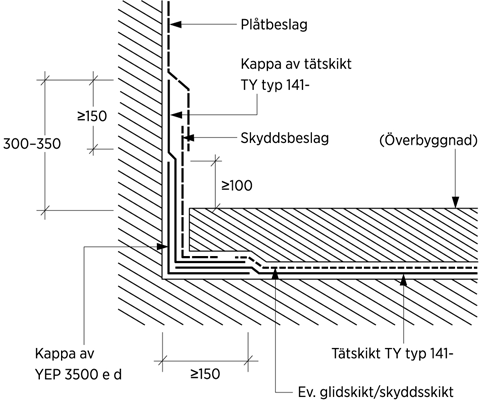 Plåtbeslag
Kappa av tätskikt
TY typ 141-
≥150
Skyddsbeslag
300–350
(Överbyggnad)
≥100
Kappa av
YEP 3500 e d
≥150
Tätskikt TY typ 141-
Ev. glidskikt/skyddsskikt